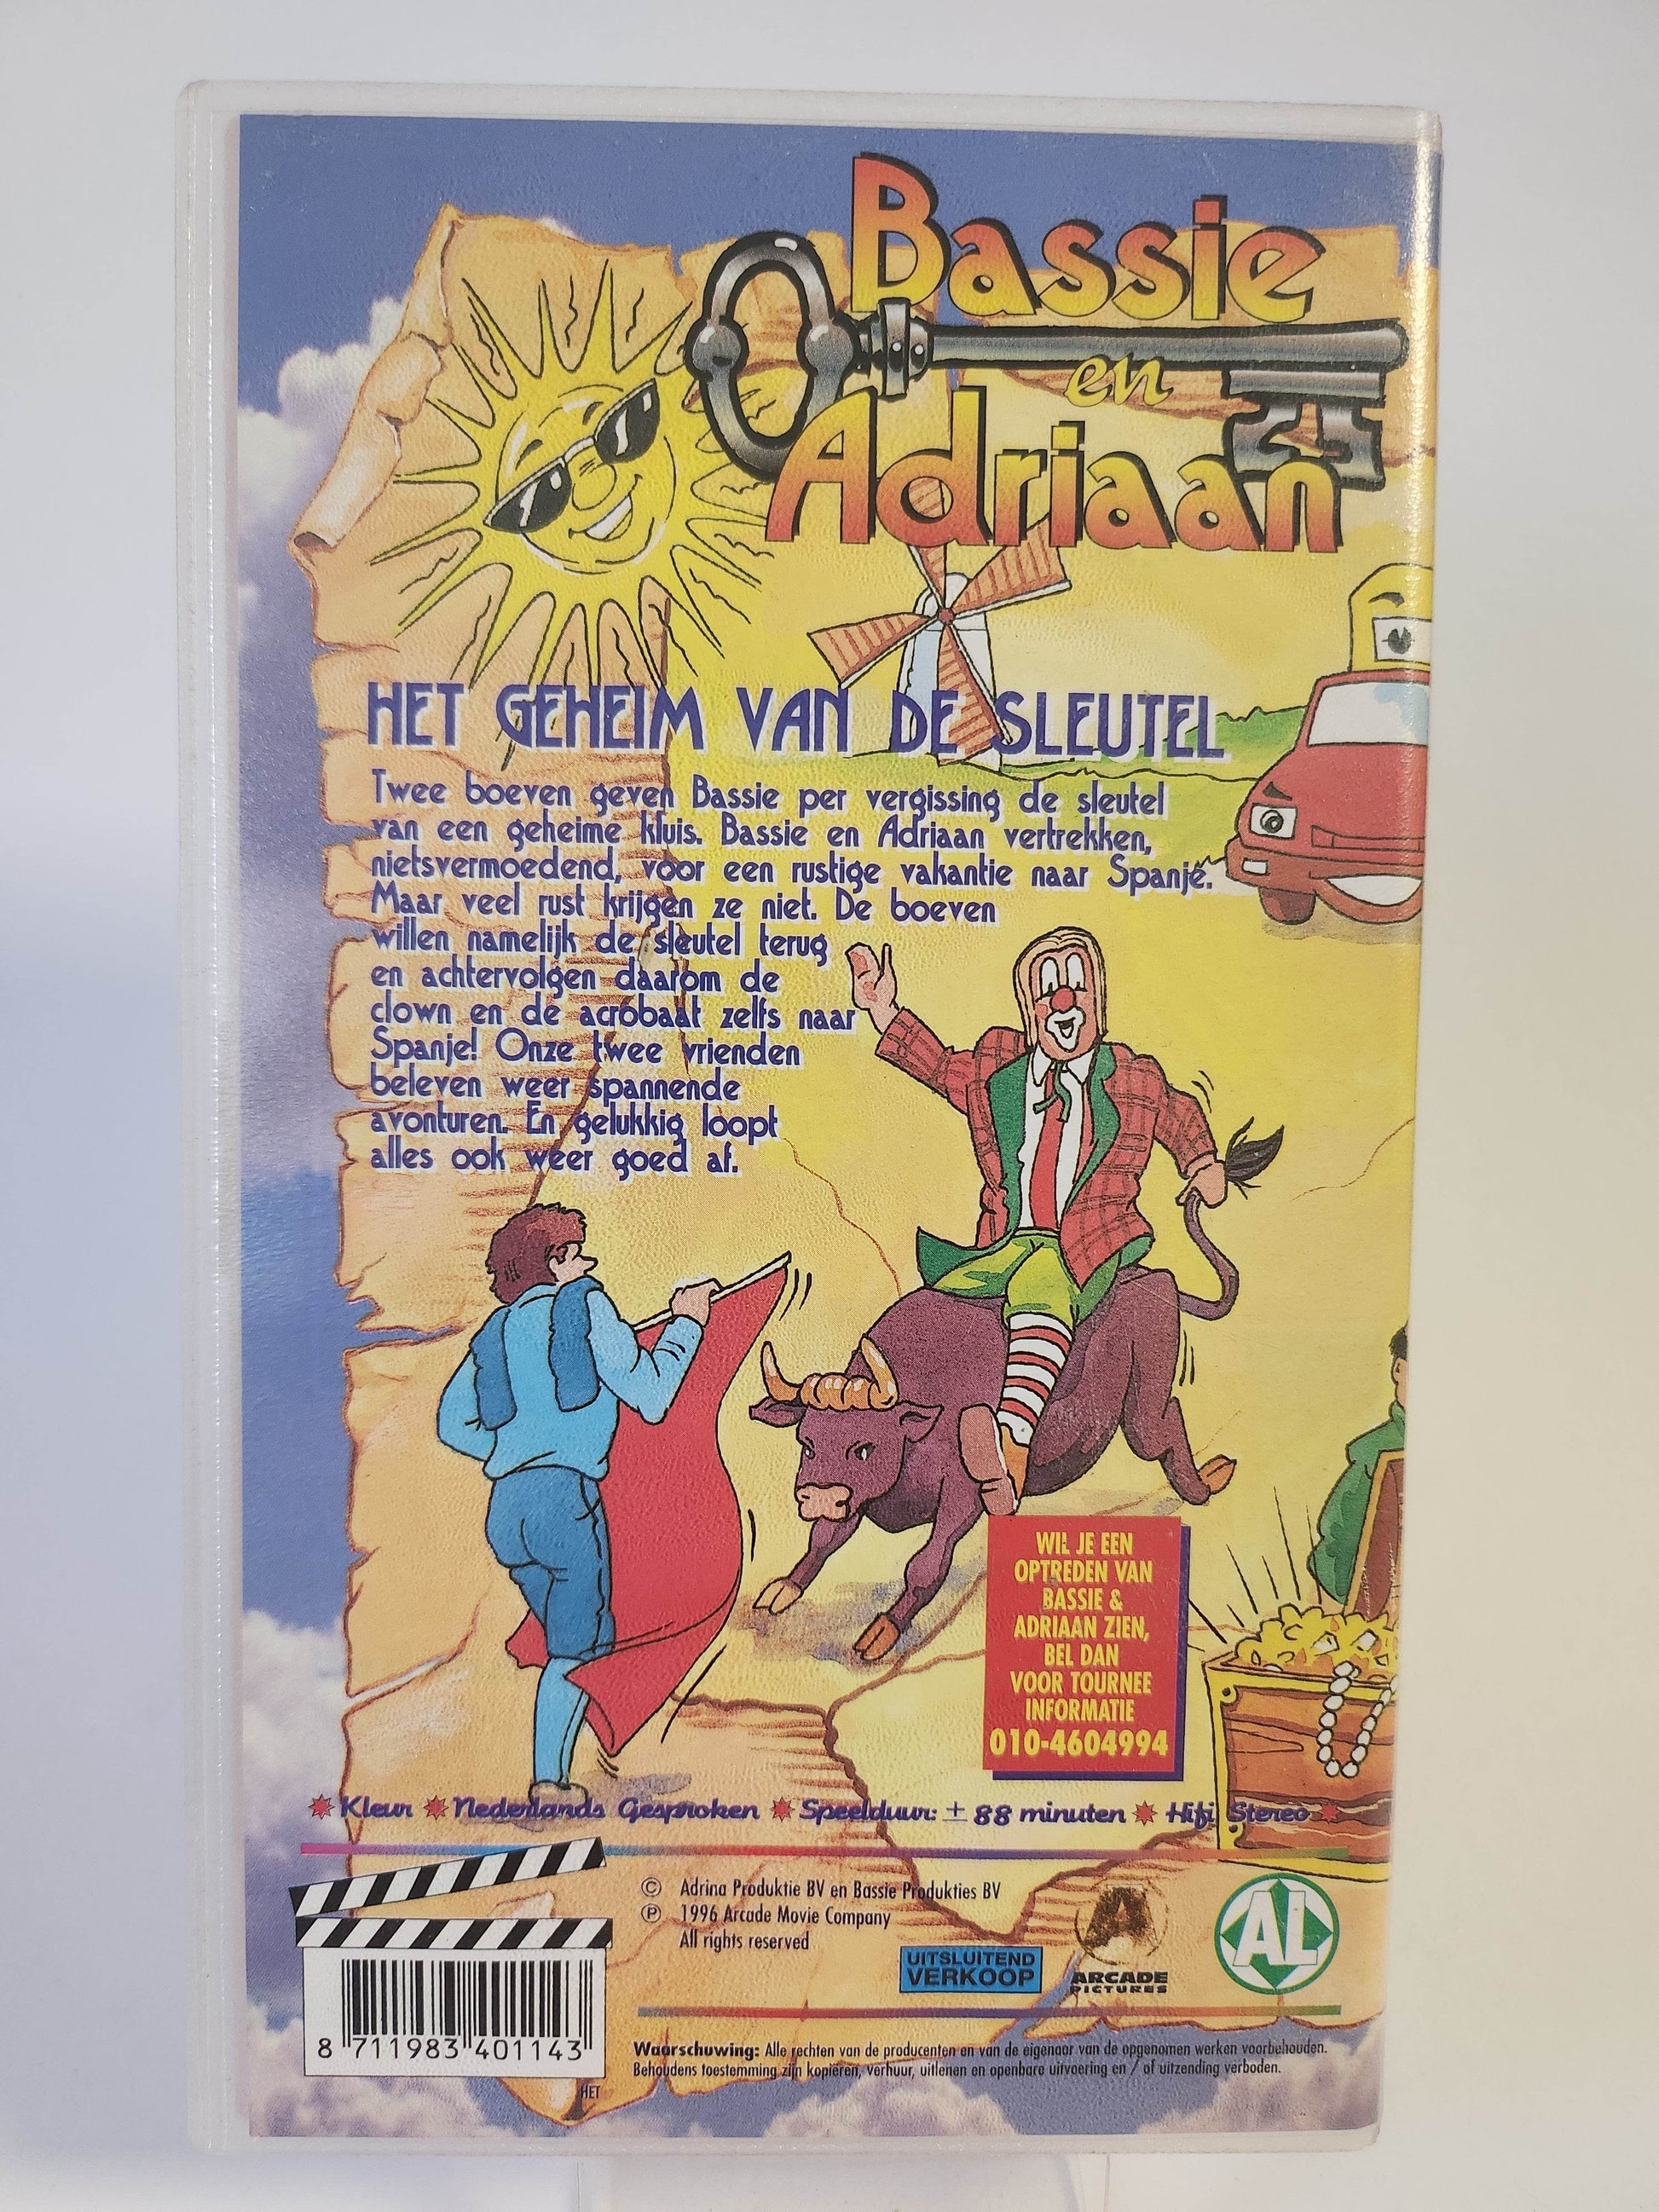 Bassie
en
Adriaan
HET GEHEIM VAN DE SLEUTEL
Twee boeven geven Bassie per vergissing de sleutel
van een geheime kluis. Bassie en Adriaan vertrekken,
nietsvermoedend, voor een rustige vakantie naar Spanje.
Maar veel rust krijgen ze niet. De boeven
willen namelijk de sleutel terug
en achtervolgen daarom de
clown en de acrobaat zelfs naar
Spanje! Onze twee vrienden
beleven weer spannende
avonturen. En gelukkig loopt
alles ook weer goed af.
WIL JE EEN
OPTREDEN VAN
BASSIE &
ADRIAAN ZIEN,
BEL DAN
VOOR TOURNEE
INFORMATIE
010-4604994
Kleur Nederlands Gesproken Speelduur: ± 88 minuten Hifi Stereo
© Adrina Produktie BV en Bassie Produkties BV
℗ 1996 Arcade Movie Company
All rights reserved
UITSLUITEND
VERKOOP
A
ARCADE
PICTURES
AL
8 711983 401143
HET
Waarschuwing: Alle rechten van de producenten en van de eigenaar van de opgenomen werken voorbehouden.
Behoudens toestemming zijn kopiëren, verhuur, uitlenen en openbare uitvoering en / of uitzending verboden.